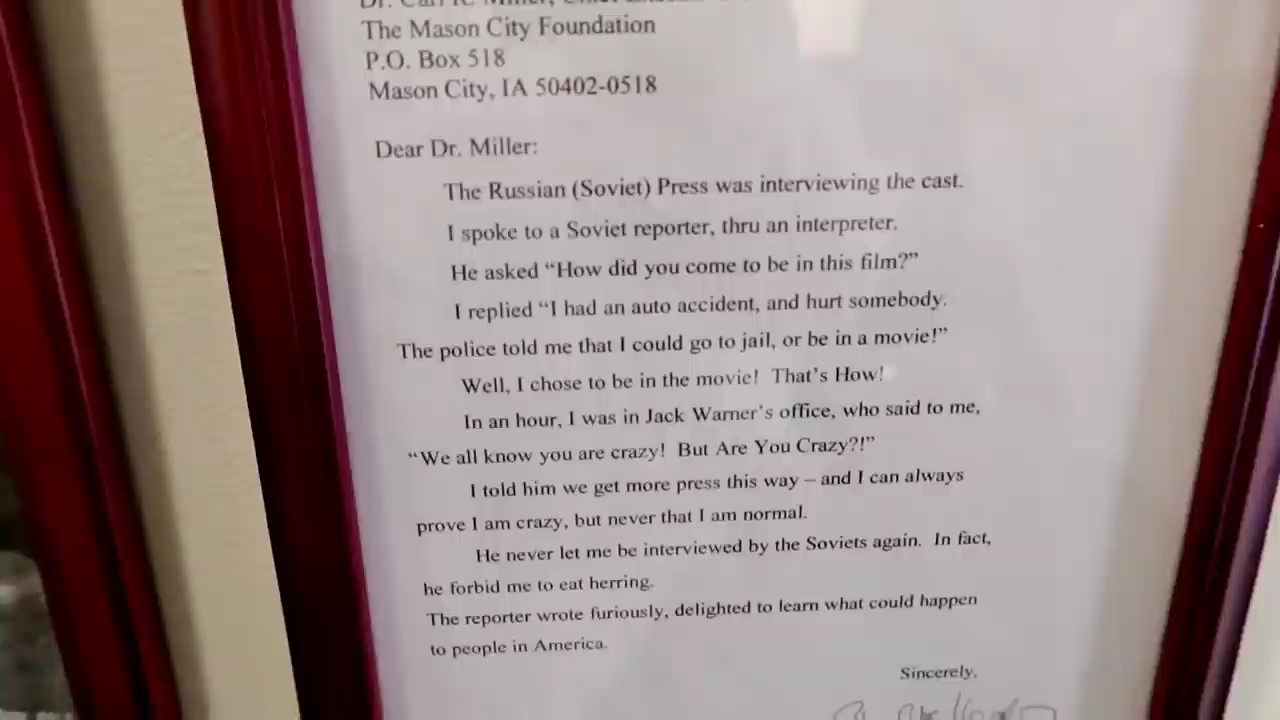 The Mason City Foundation
P.O. Box 518
Mason City, IA 50402-0518
Dear Dr. Miller:
The Russian (Soviet) Press was interviewing the cast.
I spoke to a Soviet reporter, thru an interpreter.
He asked “How did you come to be in this film?”
I replied “I had an auto accident, and hurt somebody.
The police told me that I could go to jail, or be in a movie!”
Well, I chose to be in the movie!  That’s How!
In an hour, I was in Jack Warner’s office, who said to me,
“We all know you are crazy!  But Are You Crazy?!”
I told him we get more press this way – and I can always
prove I am crazy, but never that I am normal.
He never let me be interviewed by the Soviets again.  In fact,
he forbid me to eat herring.
The reporter wrote furiously, delighted to learn what could happen
to people in America.
Sincerely,